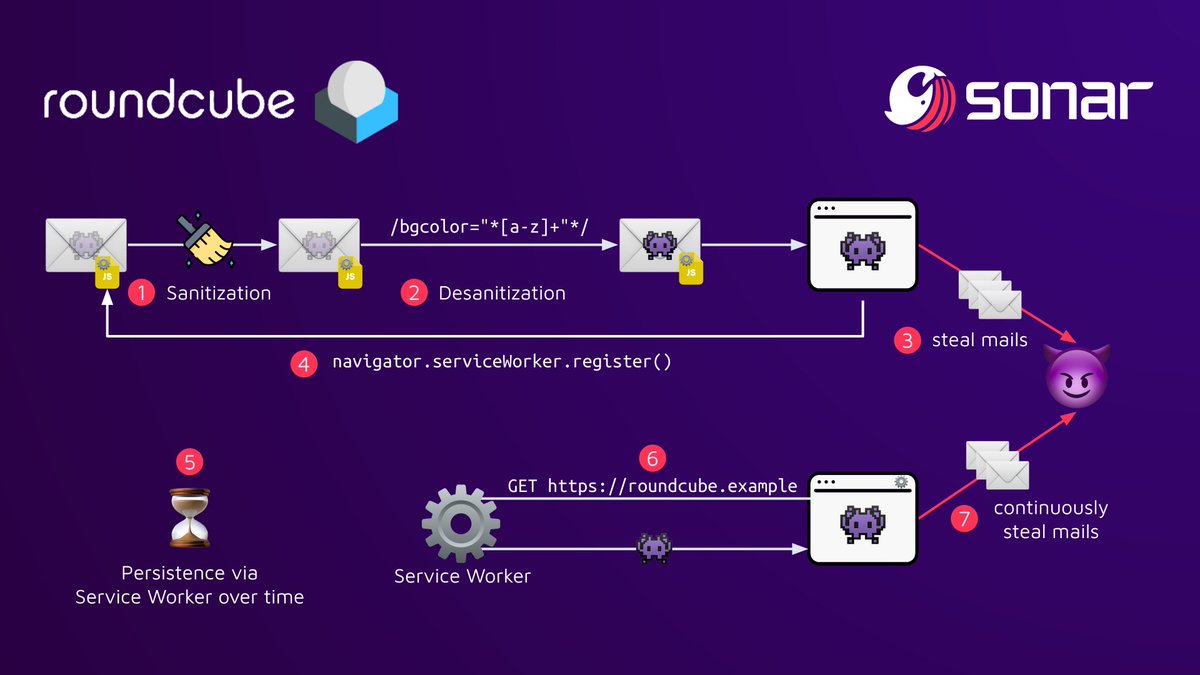 roundcube
sonar
/bgcolor="*[a-z]+"*/
JS
JS
JS
1 Sanitization
2 Desanitization
3 steal mails
4 navigator.serviceWorker.register()
5
Persistence via
Service Worker over time
6
GET https://roundcube.example
Service Worker
7 continuously
steal mails